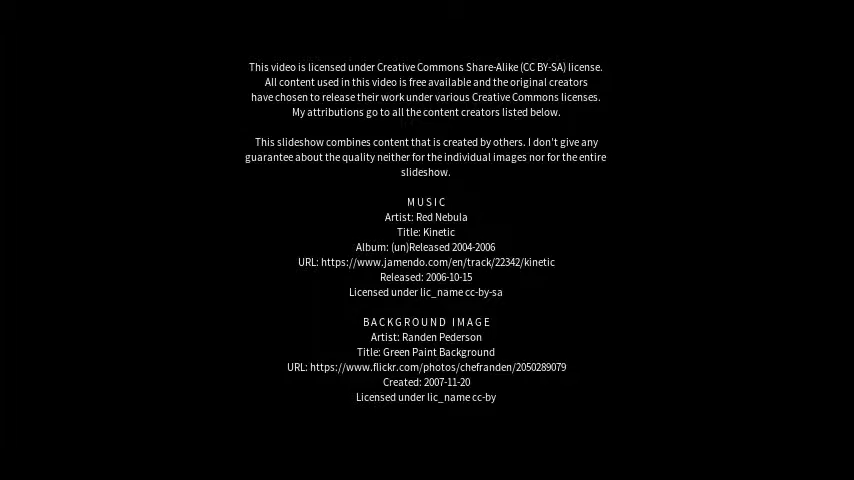 This video is licensed under Creative Commons Share-Alike (CC BY-SA) license.
All content used in this video is free available and the original creators
have chosen to release their work under various Creative Commons licenses.
My attributions go to all the content creators listed below.
This slideshow combines content that is created by others. I don't give any
guarantee about the quality neither for the individual images nor for the entire
slideshow.
MUSIC
Artist: Red Nebula
Title: Kinetic
Album: (un)Released 2004-2006
URL: https://www.jamendo.com/en/track/22342/kinetic
Released: 2006-10-15
Licensed under lic_name cc-by-sa
BACKGROUND IMAGE
Artist: Randen Pederson
Title: Green Paint Background
URL: https://www.flickr.com/photos/chefranden/2050289079
Created: 2007-11-20
Licensed under lic_name cc-by